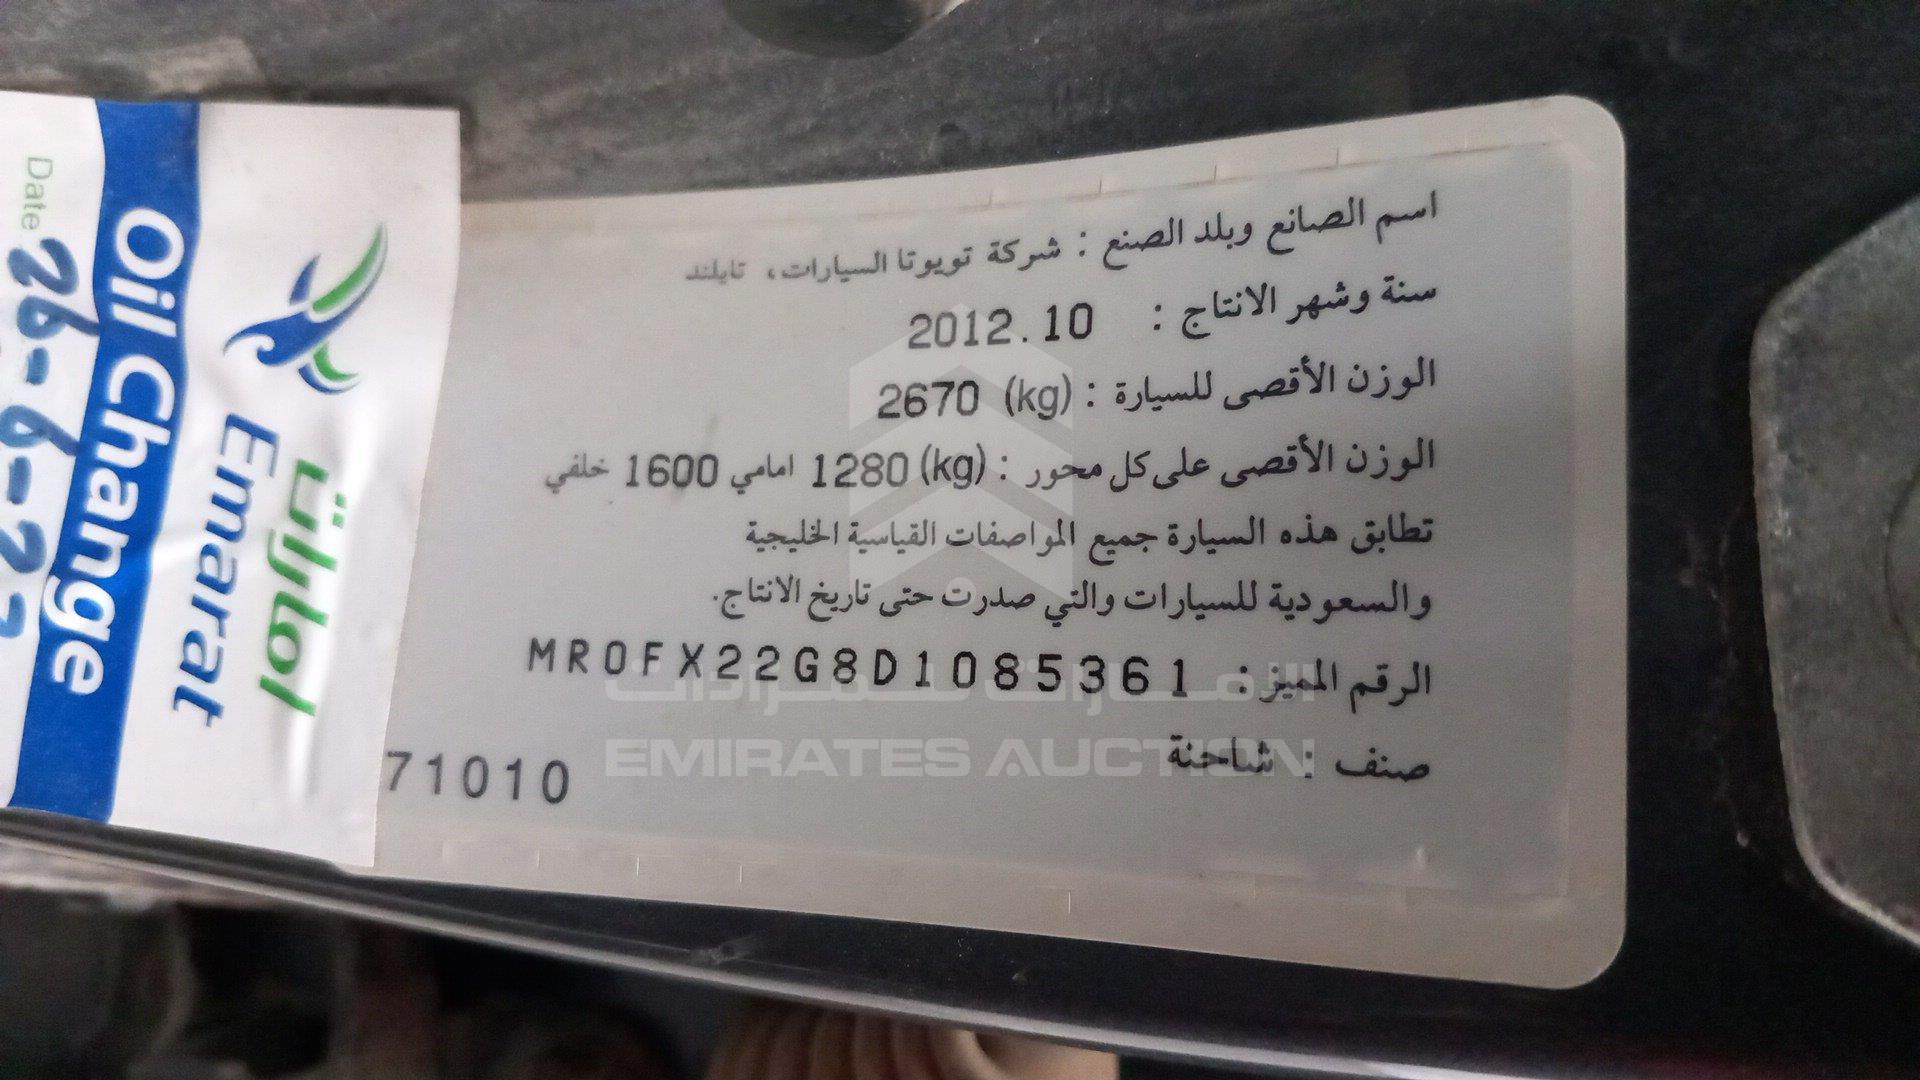 اسم الصانع وبلد الصنع : شركة تويوتا السيارات، تايلند
سنة وشهر الانتاج : 2012.10
الوزن الأقصى للسيارة : (kg) 2670
الوزن الأقصى على كل محور : (kg) 1280 امامي 1600 خلفي
تطابق هذه السيارة جميع المواصفات القياسية الخليجية
والسعودية للسيارات والتي صدرت حتى تاريخ الانتاج.
الرقم المميز : MR0FX22G8D1085361
صنف : شاحنة
71010
امارات
Emarat
Oil Change
Date
26-6-22
EMIRATES AUCTION